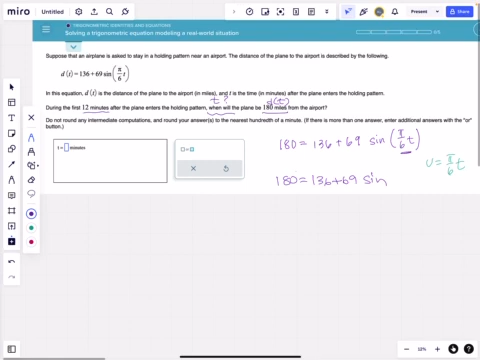 miro
Untitled
Present
Share
TRIGONOMETRIC IDENTITIES AND EQUATIONS
Solving a trigonometric equation modeling a real-world situation
Suppose that an airplane is asked to stay in a holding pattern near an airport. The distance of the plane to the airport is described by the following.
d (t) = 136 + 69 sin (π/6 t)
In this equation, d (t) is the distance of the plane to the airport (in miles), and t is the time (in minutes) after the plane enters the holding pattern.
t? d(t)
During the first 12 minutes after the plane enters the holding pattern, when will the plane be 180 miles from the airport?
Do not round any intermediate computations, and round your answer(s) to the nearest hundredth of a minute. (If there is more than one answer, enter additional answers with the "or" button.)
t = minutes
180 = 136 + 69 sin (π/6 t)
U = π/6 t
180 = 136 + 69 sin